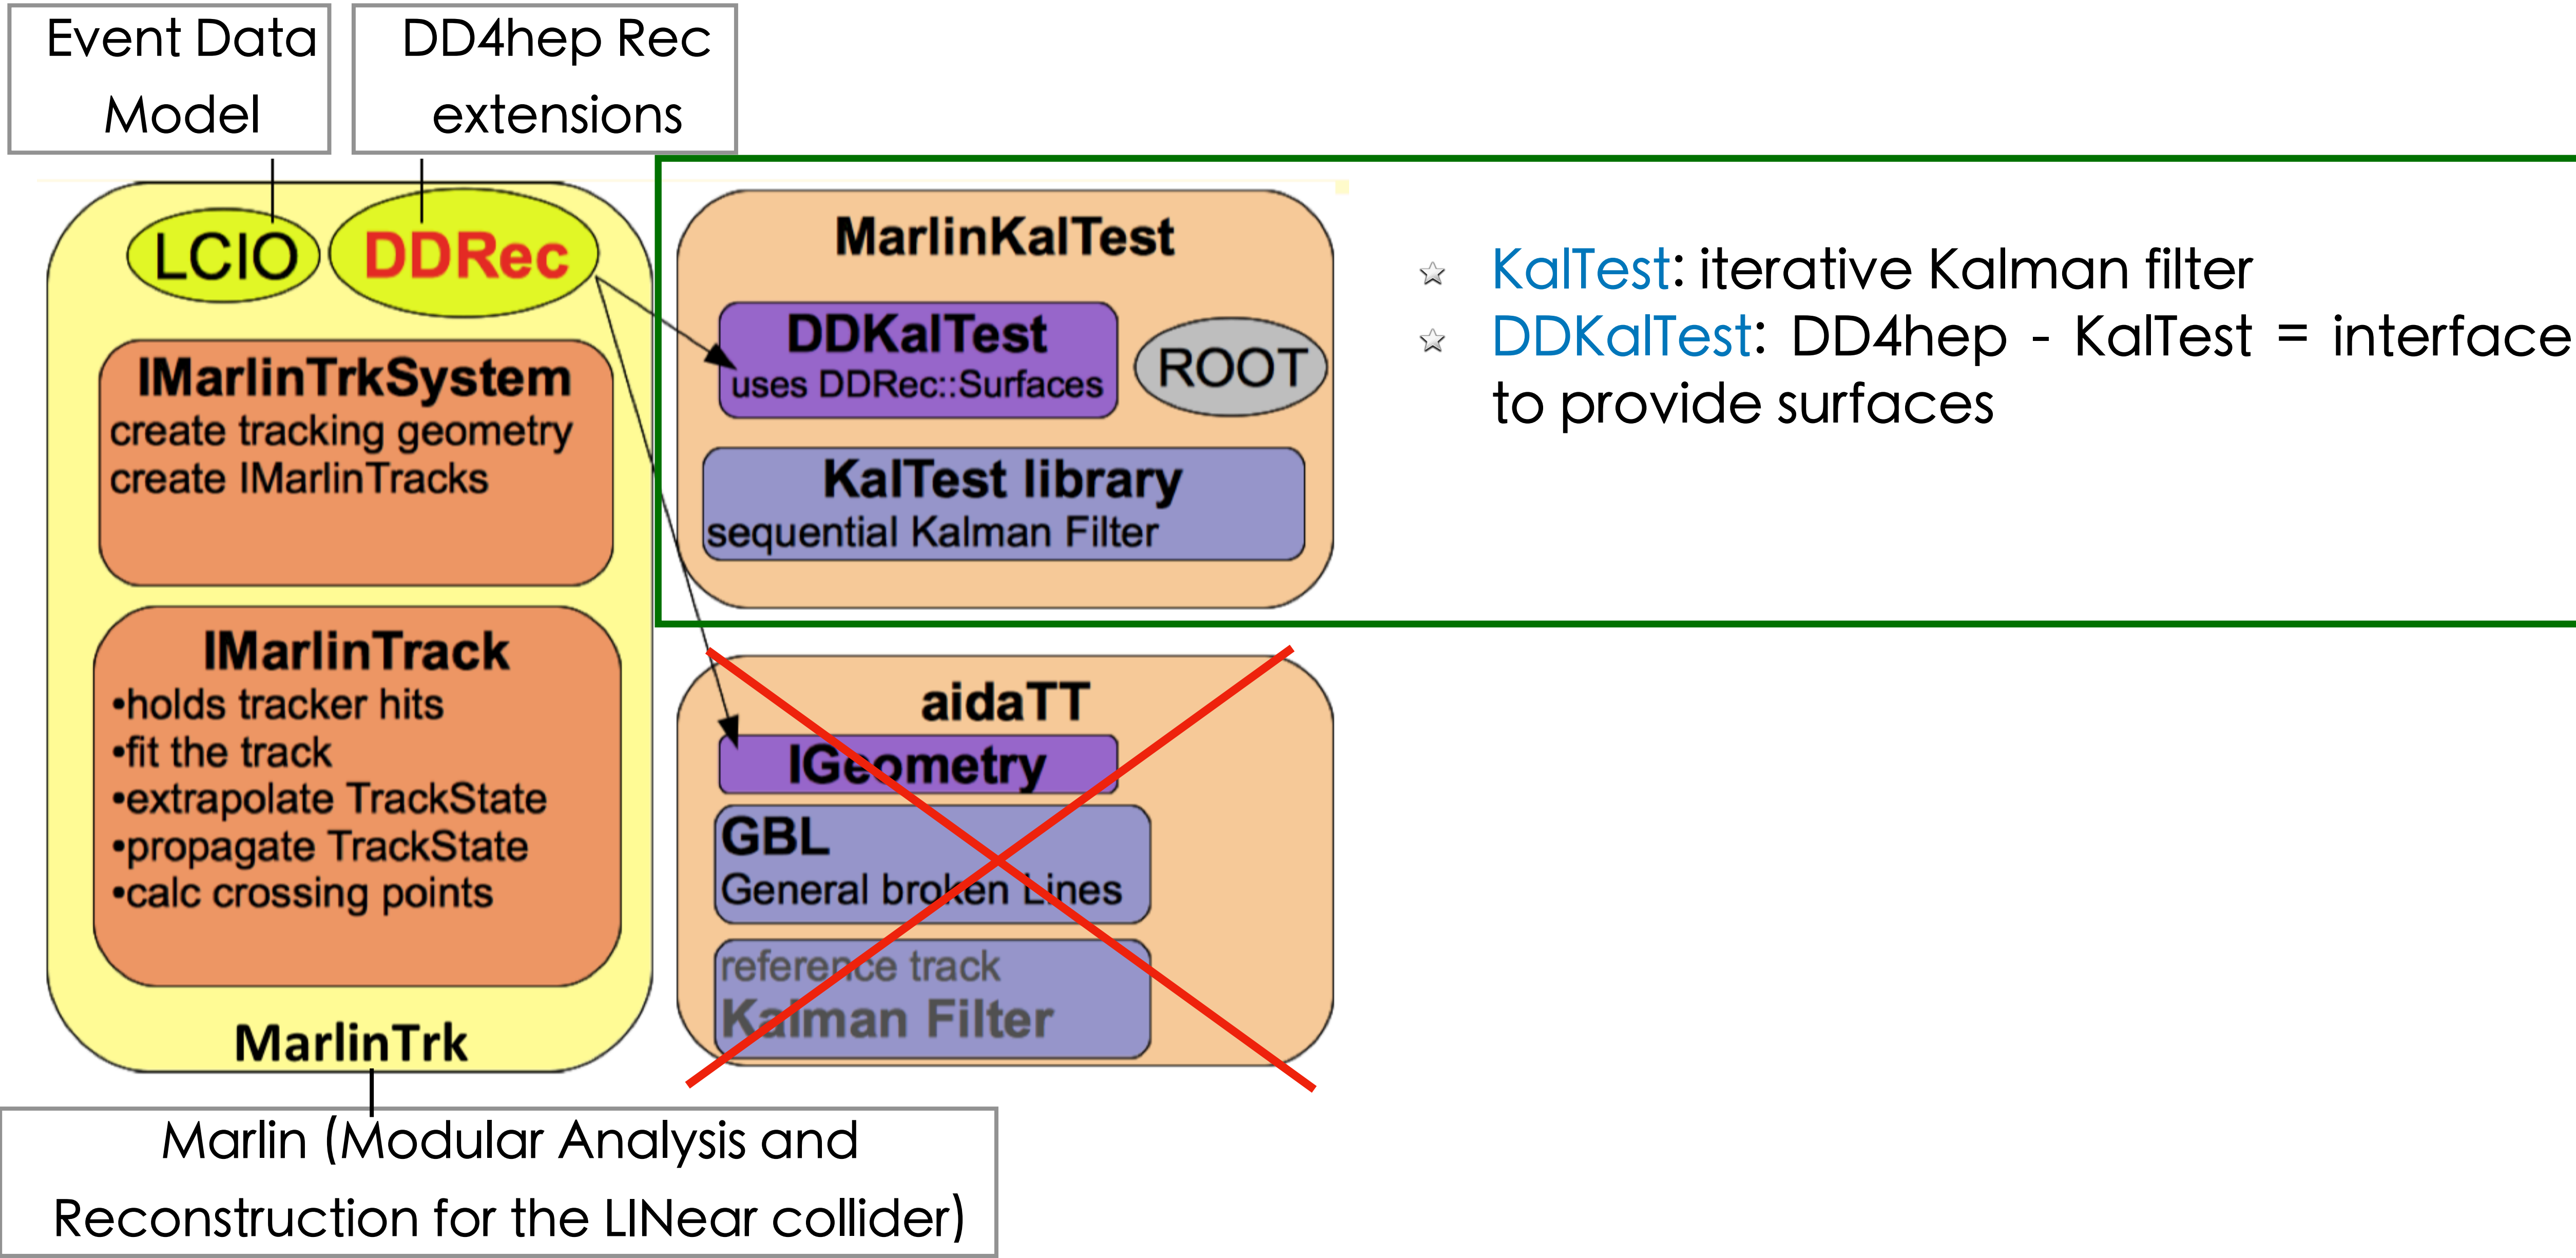 Event Data
Model
DD4hep Rec
extensions
LCIO
DDRec
IMarlinTrkSystem
create tracking geometry
create IMarlinTracks
IMarlinTrack
•holds tracker hits
•fit the track
•extrapolate TrackState
•propagate TrackState
•calc crossing points
MarlinTrk
Marlin (Modular Analysis and
Reconstruction for the LINear collider)
MarlinKalTest
DDKalTest
uses DDRec::Surfaces
ROOT
KalTest library
sequential Kalman Filter
aidaTT
IGeometry
GBL
General broken Lines
reference track
Kalman Filter
☆ KalTest: iterative Kalman filter
☆ DDKalTest: DD4hep - KalTest = interface
to provide surfaces